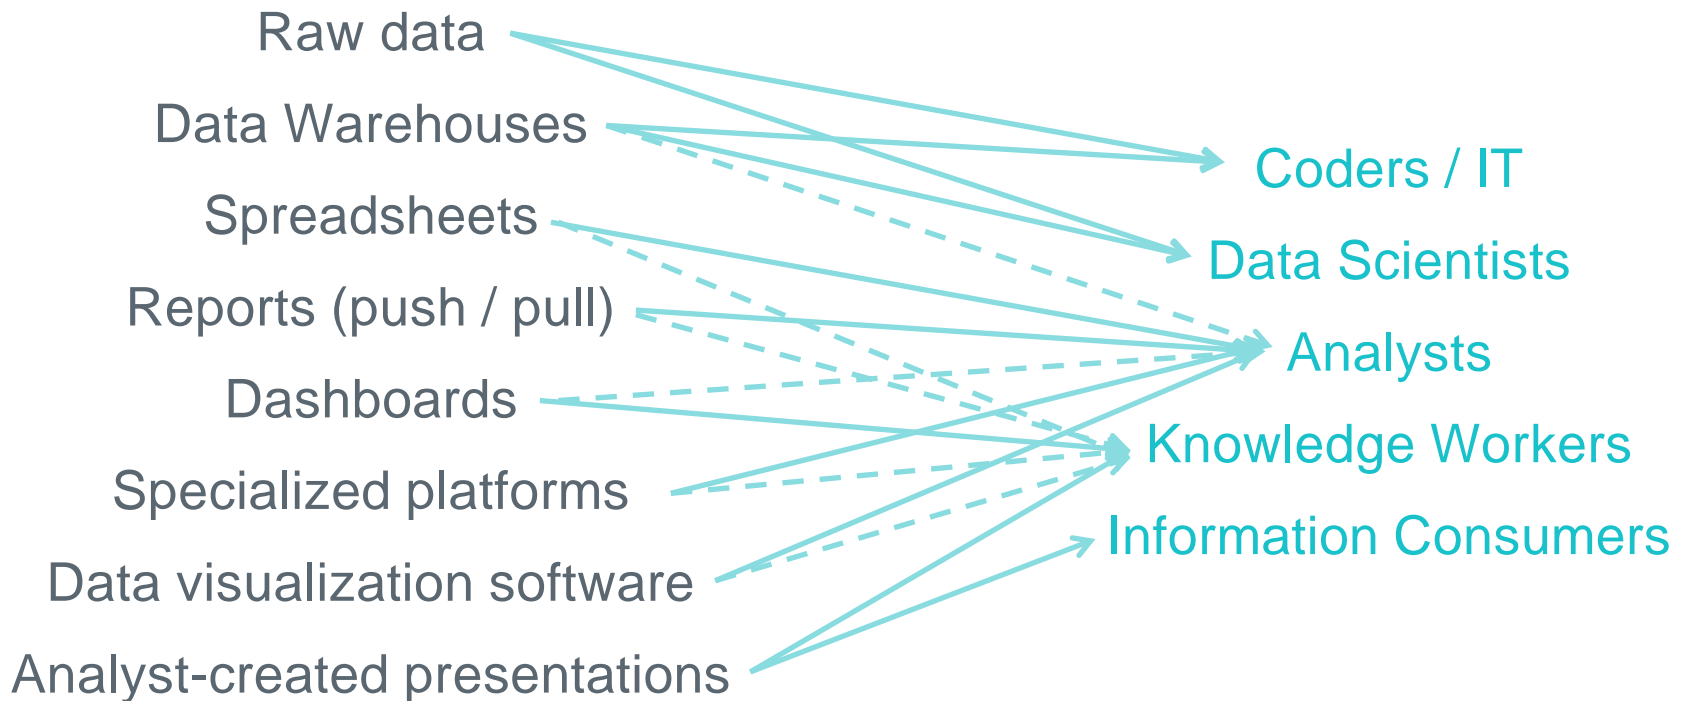 Raw data
Data Warehouses
Spreadsheets
Reports (push / pull)
Dashboards
Specialized platforms
Data visualization software
Analyst-created presentations
Coders / IT
Data Scientists
Analysts
Knowledge Workers
Information Consumers